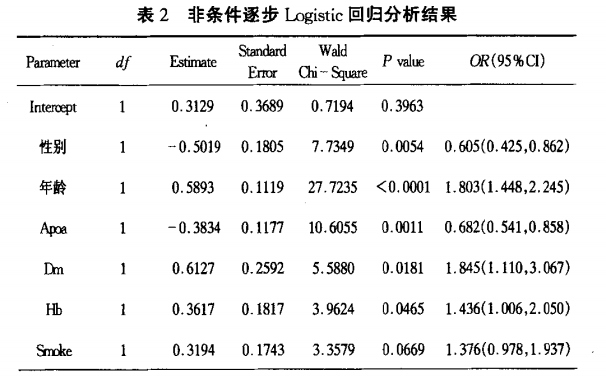 表 2 非条件逐步 Logistic 回归分析结果
Parameter df Estimate Standard Error Wald Chi-Square P value OR(95%CI)
Intercept 1 0.3129 0.3689 0.7194 0.3963
性别 1 -0.5019 0.1805 7.7349 0.0054 0.605(0.425,0.862)
年龄 1 0.5893 0.1119 27.7235 <0.0001 1.803(1.448,2.245)
Apoa 1 -0.3834 0.1177 10.6055 0.0011 0.682(0.541,0.858)
Dm 1 0.6127 0.2592 5.5880 0.0181 1.845(1.110,3.067)
Hb 1 0.3617 0.1817 3.9624 0.0465 1.436(1.006,2.050)
Smoke 1 0.3194 0.1743 3.3579 0.0669 1.376(0.978,1.937)